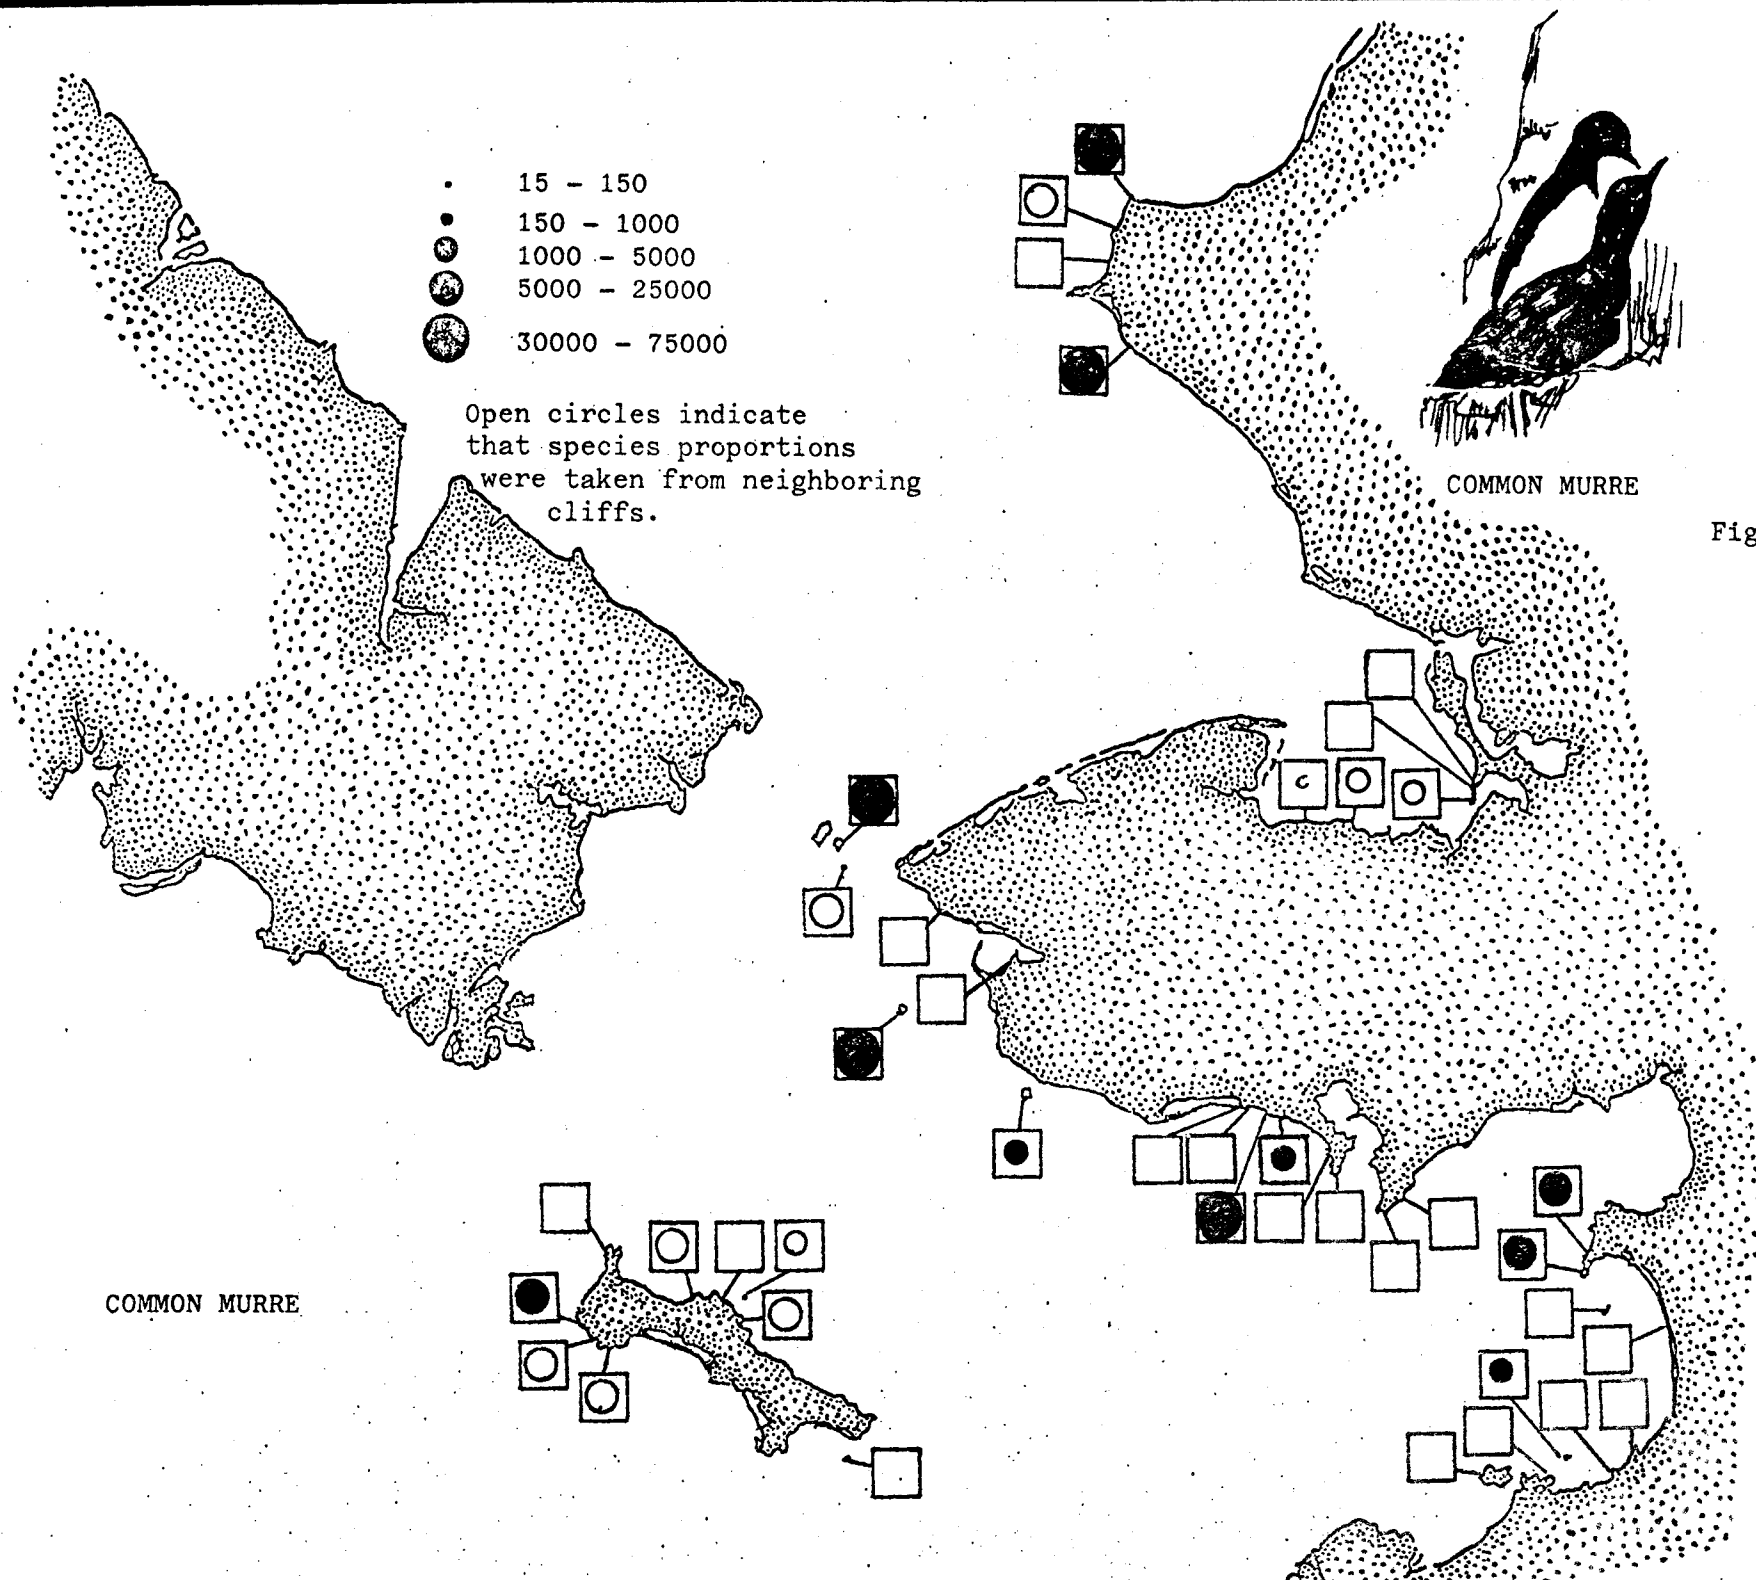 15 - 150
150 - 1000
1000 - 5000
5000 - 25000
30000 - 75000
Open circles indicate
that species proportions
were taken from neighboring
cliffs.
COMMON MURRE
Fig
COMMON MURRE